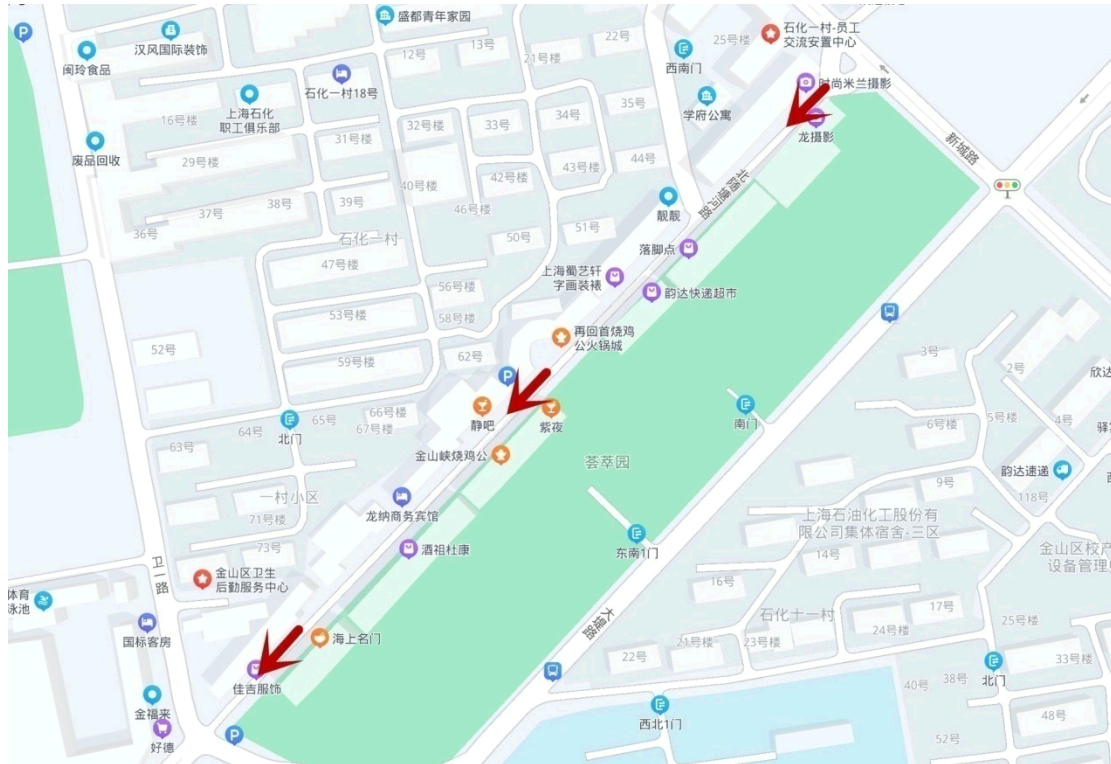 盛都青年家园
汉风国际装饰
闽玲食品
12号
13号
21号楼
22号
25号楼
石化一村-员工
交流安置中心
西南门
石化一村18号
时尚米兰摄影
上海石化
职工俱乐部
16号楼
学府公寓
35号
34号
33号
32号楼
31号楼
龙摄影
新城路
废品回收
29号楼
44号
43号楼
42号楼
40号楼
北随塘河路
38号
39号
37号
36号
46号楼
靓靓
51号
50号
石化一村
落脚点
47号楼
上海蜀艺轩
字画装裱
韵达快递超市
56号楼
53号楼
58号楼
再回首烧鸡
公火锅城
52号
59号楼
62号
3号
2号
欣达
66号楼
67号楼
65号
64号
63号
北门
静吧
紫夜
南门
6号楼
5号楼
4号
驿
金山峡烧鸡公
荟萃园
韵达速递
9号
118号
一村小区
71号楼
龙纳商务宾馆
上海石油化工股份有
限公司集体宿舍-三区
73号
酒祖杜康
东南1门
14号
金山区校产
设备管理
卫一路
金山区卫生
后勤服务中心
16号
体育
泳池
国标客房
海上名门
大堤路
石化十一村
17号
21号楼
23号楼
24号楼
25号楼
22号
33号楼
佳吉服饰
40号
38号
北门
金福来
好德
西北1门
48号
52号